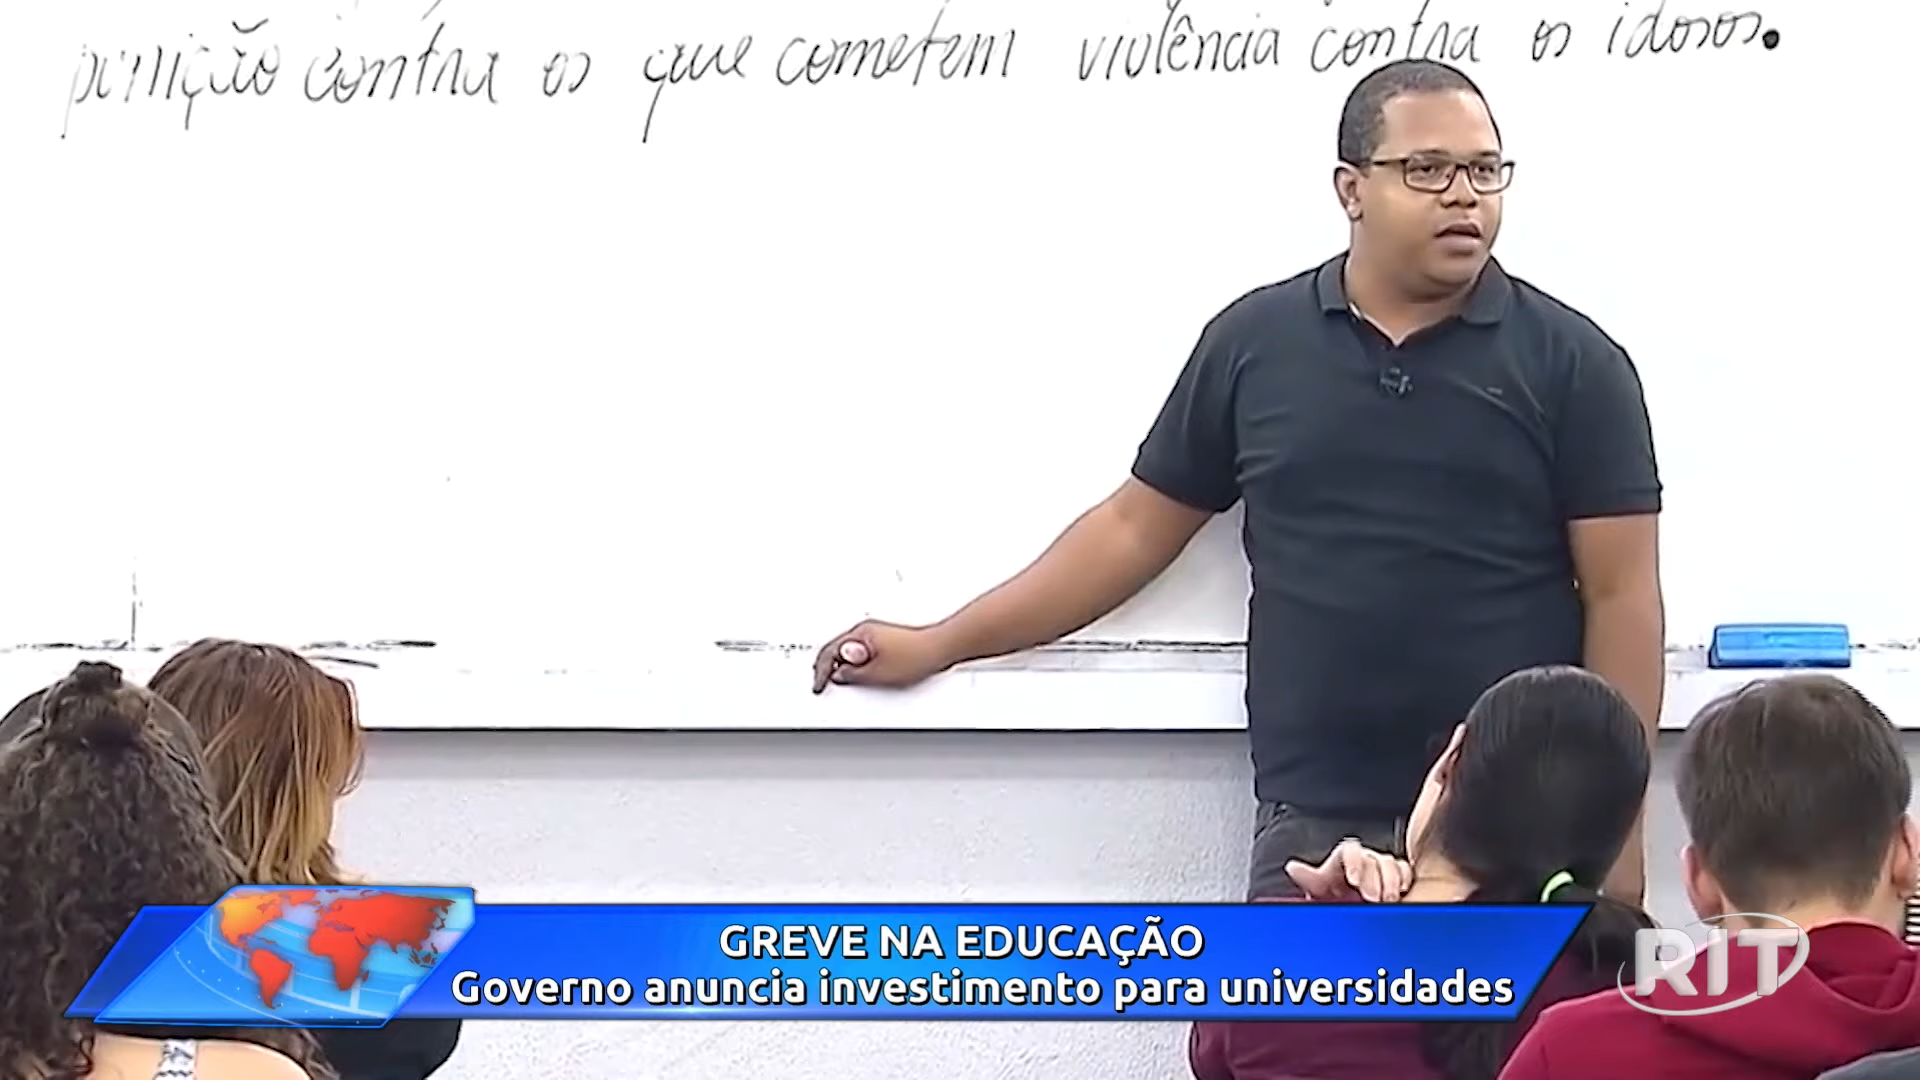 punição contra os que cometem violência contra os idosos.
GREVE NA EDUCAÇÃO
Governo anuncia investimento para universidades
RIT